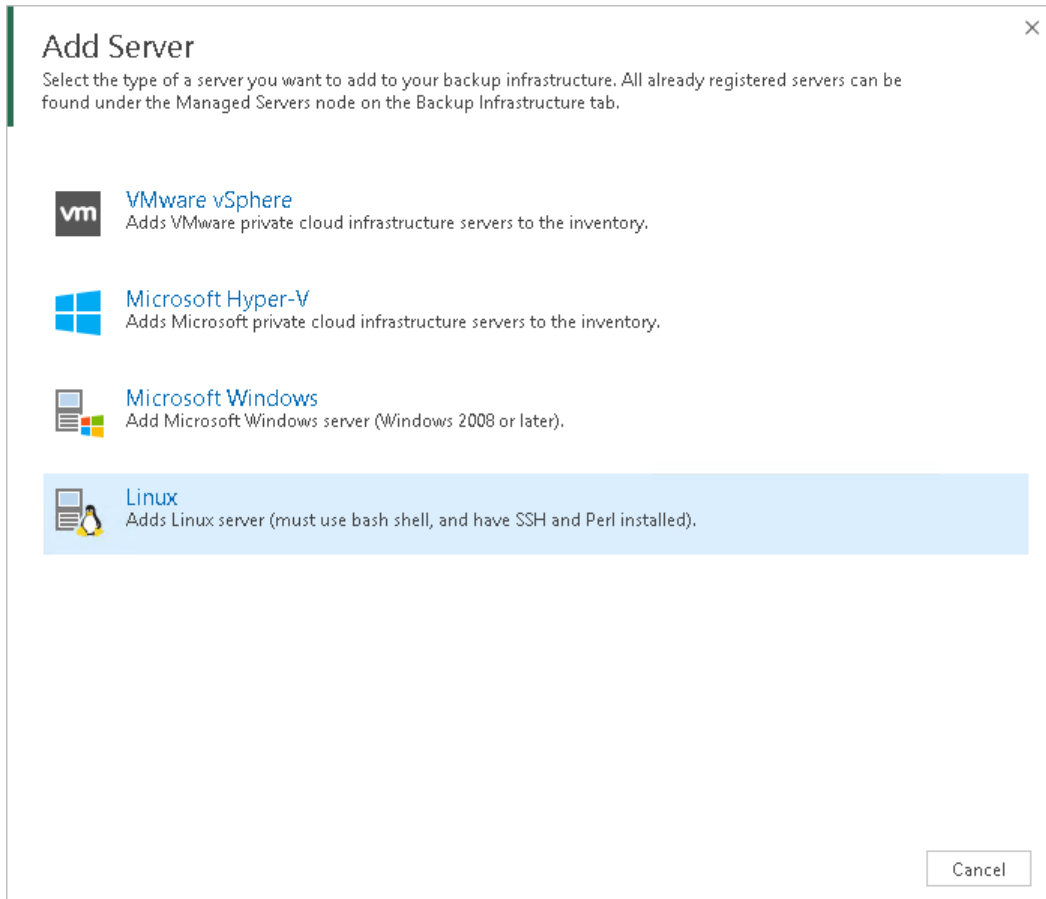 Add Server
Select the type of a server you want to add to your backup infrastructure. All already registered servers can be
found under the Managed Servers node on the Backup Infrastructure tab.
vm
VMware vSphere
Adds VMware private cloud infrastructure servers to the inventory.
Microsoft Hyper-V
Adds Microsoft private cloud infrastructure servers to the inventory.
Microsoft Windows
Add Microsoft Windows server (Windows 2008 or later).
Linux
Adds Linux server (must use bash shell, and have SSH and Perl installed).
Cancel